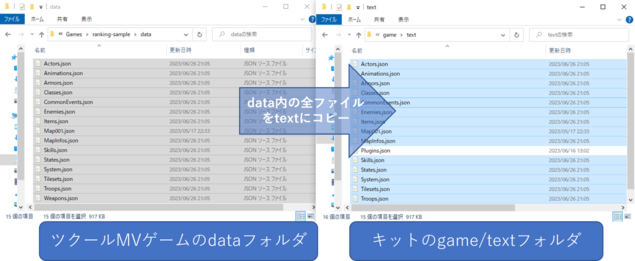 data
ファイル ホーム 共有 表示
Games › ranking-sample › data
dataの検索
名前 更新日時 種類 サイ
Actors.json 2023/06/26 21:05 JSON ソース ファイル
Animations.json 2023/06/26 21:05 JSON ソース ファイル
Armors.json 2023/06/26 21:05 JSON ソース ファイル
Classes.json 2023/06/26 21:05 JSON ソース ファイル
CommonEvents.json 2023/06/26 21:05
Enemies.json 2023/06/26 21:05
Items.json 2023/06/26 21:05
Map001.json 2023/05/17 22:33
MapInfos.json 2023/06/26 21:05 JSON ソース ファイル
Skills.json 2023/06/26 21:05 JSON ソース ファイル
States.json 2023/06/26 21:05 JSON ソース ファイル
System.json 2023/06/26 21:05 JSON ソース ファイル
Tilesets.json 2023/06/26 21:05 JSON ソース ファイル
Troops.json 2023/06/26 21:05 JSON ソース ファイル
Weapons.json 2023/06/26 21:05 JSON ソース ファイル
15 個の項目 15 個の項目を選択 917 KB
data内の全ファイル
をtextにコピー
text
ファイル ホーム 共有 表示
game › text
textの検索
名前 更新日時
Actors.json 2023/06/26 21:05
Animations.json 2023/06/26 21:05
Armors.json 2023/06/26 21:05
Classes.json 2023/06/26 21:05
CommonEvents.json 2023/06/26 21:05
Enemies.json 2023/06/26 21:05
Items.json 2023/06/26 21:05
Map001.json 2023/05/17 22:33
MapInfos.json 2023/06/26 21:05
Plugins.json 2023/06/16 13:02
Skills.json 2023/06/26 21:05
States.json 2023/06/26 21:05
System.json 2023/06/26 21:05
Tilesets.json 2023/06/26 21:05
Troops.json 2023/06/26 21:05
16 個の項目 15 個の項目を選択 917 KB
ツクールMVゲームのdataフォルダ
キットのgame/textフォルダ